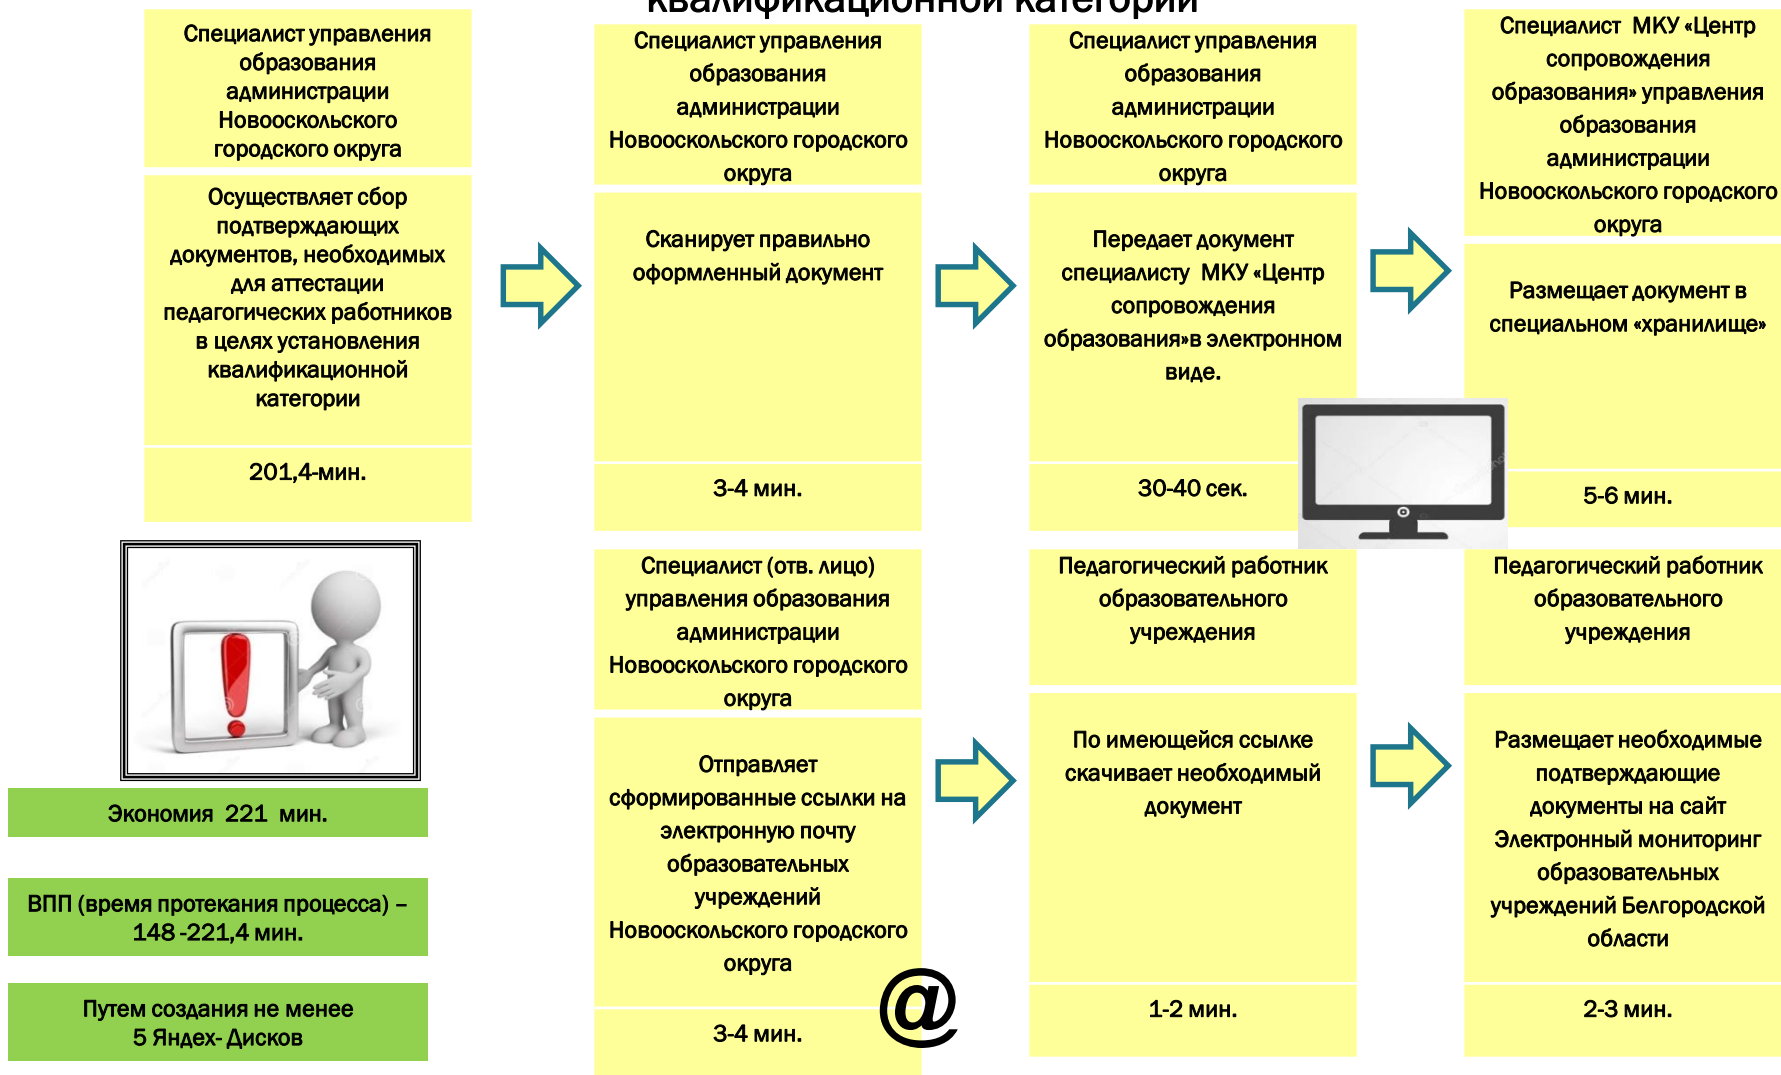 квалификационной категории
Специалист управления
образования
администрации
Новооскольского
городского округа
Осуществляет сбор
подтверждающих
документов, необходимых
для аттестации
педагогических работников
в целях установления
квалификационной
категории
201,4-мин.
Специалист управления
образования
администрации
Новооскольского городского
округа
Сканирует правильно
оформленный документ
3-4 мин.
Специалист управления
образования
администрации
Новооскольского городского
округа
Передает документ
специалисту МКУ «Центр
сопровождения
образования»в электронном
виде.
30-40 сек.
Специалист МКУ «Центр
сопровождения
образования» управления
образования
администрации
Новооскольского городского
округа
Размещает документ в
специальном «хранилище»
5-6 мин.
Экономия 221 мин.
ВПП (время протекания процесса) –
148 -221,4 мин.
Путем создания не менее
5 Яндекс- Дисков
Специалист (отв. лицо)
управления образования
администрации
Новооскольского городского
округа
Отправляет
сформированные ссылки на
электронную почту
образовательных
учреждений
Новооскольского городского
округа
@
3-4 мин.
Педагогический работник
образовательного
учреждения
По имеющейся ссылке
скачивает необходимый
документ
1-2 мин.
Педагогический работник
образовательного
учреждения
Размещает необходимые
подтверждающие
документы на сайт
Электронный мониторинг
образовательных
учреждений Белгородской
области
2-3 мин.